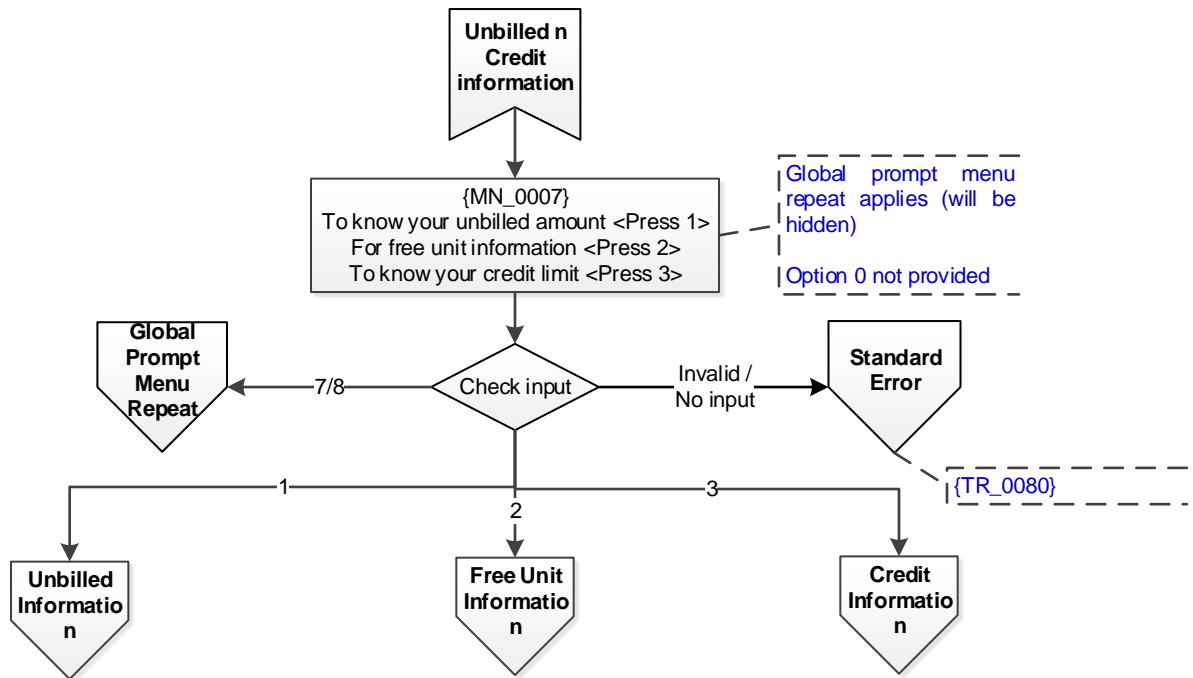 Unbilled n
Credit
information
Global prompt menu
repeat applies (will be
hidden)
Option 0 not provided
{MN_0007}
To know your unbilled amount <Press 1>
For free unit information <Press 2>
To know your credit limit <Press 3>
Global
Prompt
Menu
Repeat
7/8
Check input
Invalid /
No input
Standard
Error
{TR_0080}
1
2
3
Unbilled
Informatio
n
Free Unit
Informatio
n
Credit
Informatio
n